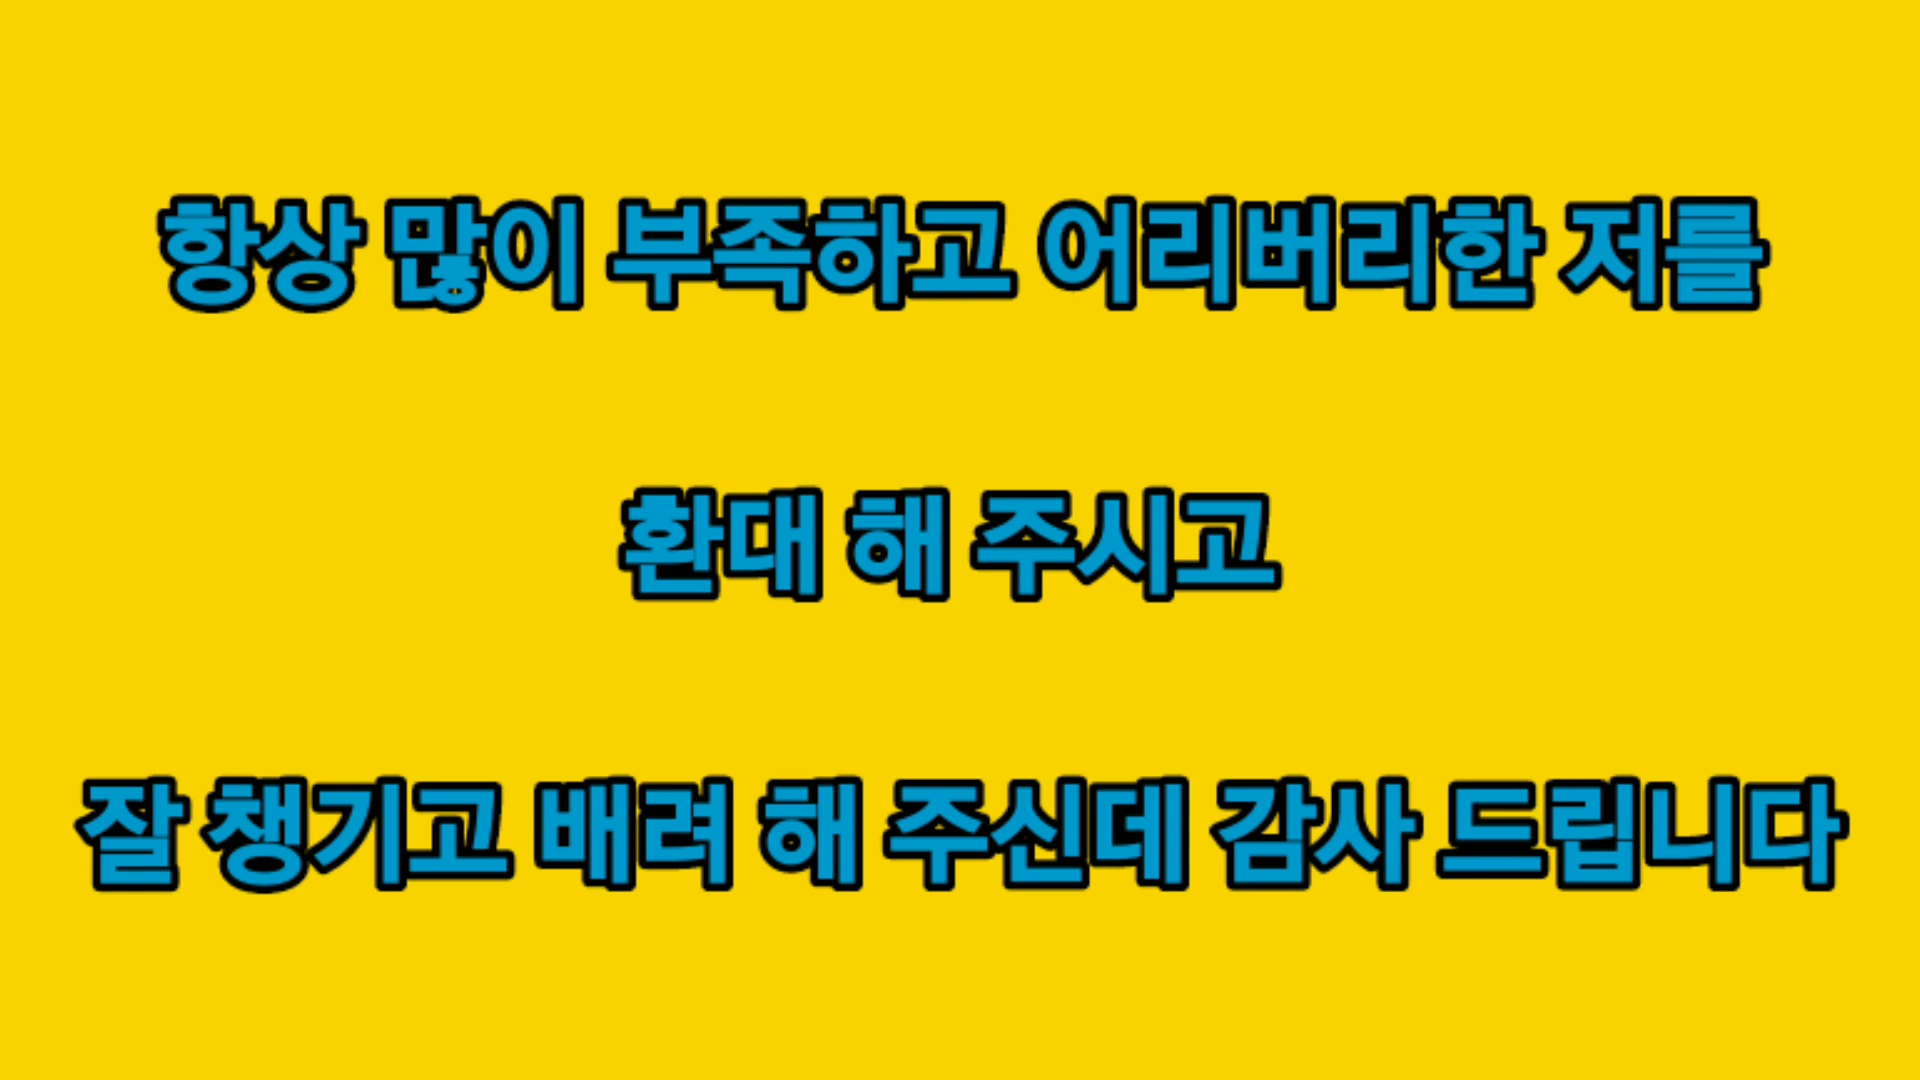 항상 많이 부족하고 어리버리한 저를
환대 해 주시고
잘 챙기고 배려 해 주신데 감사 드립니다